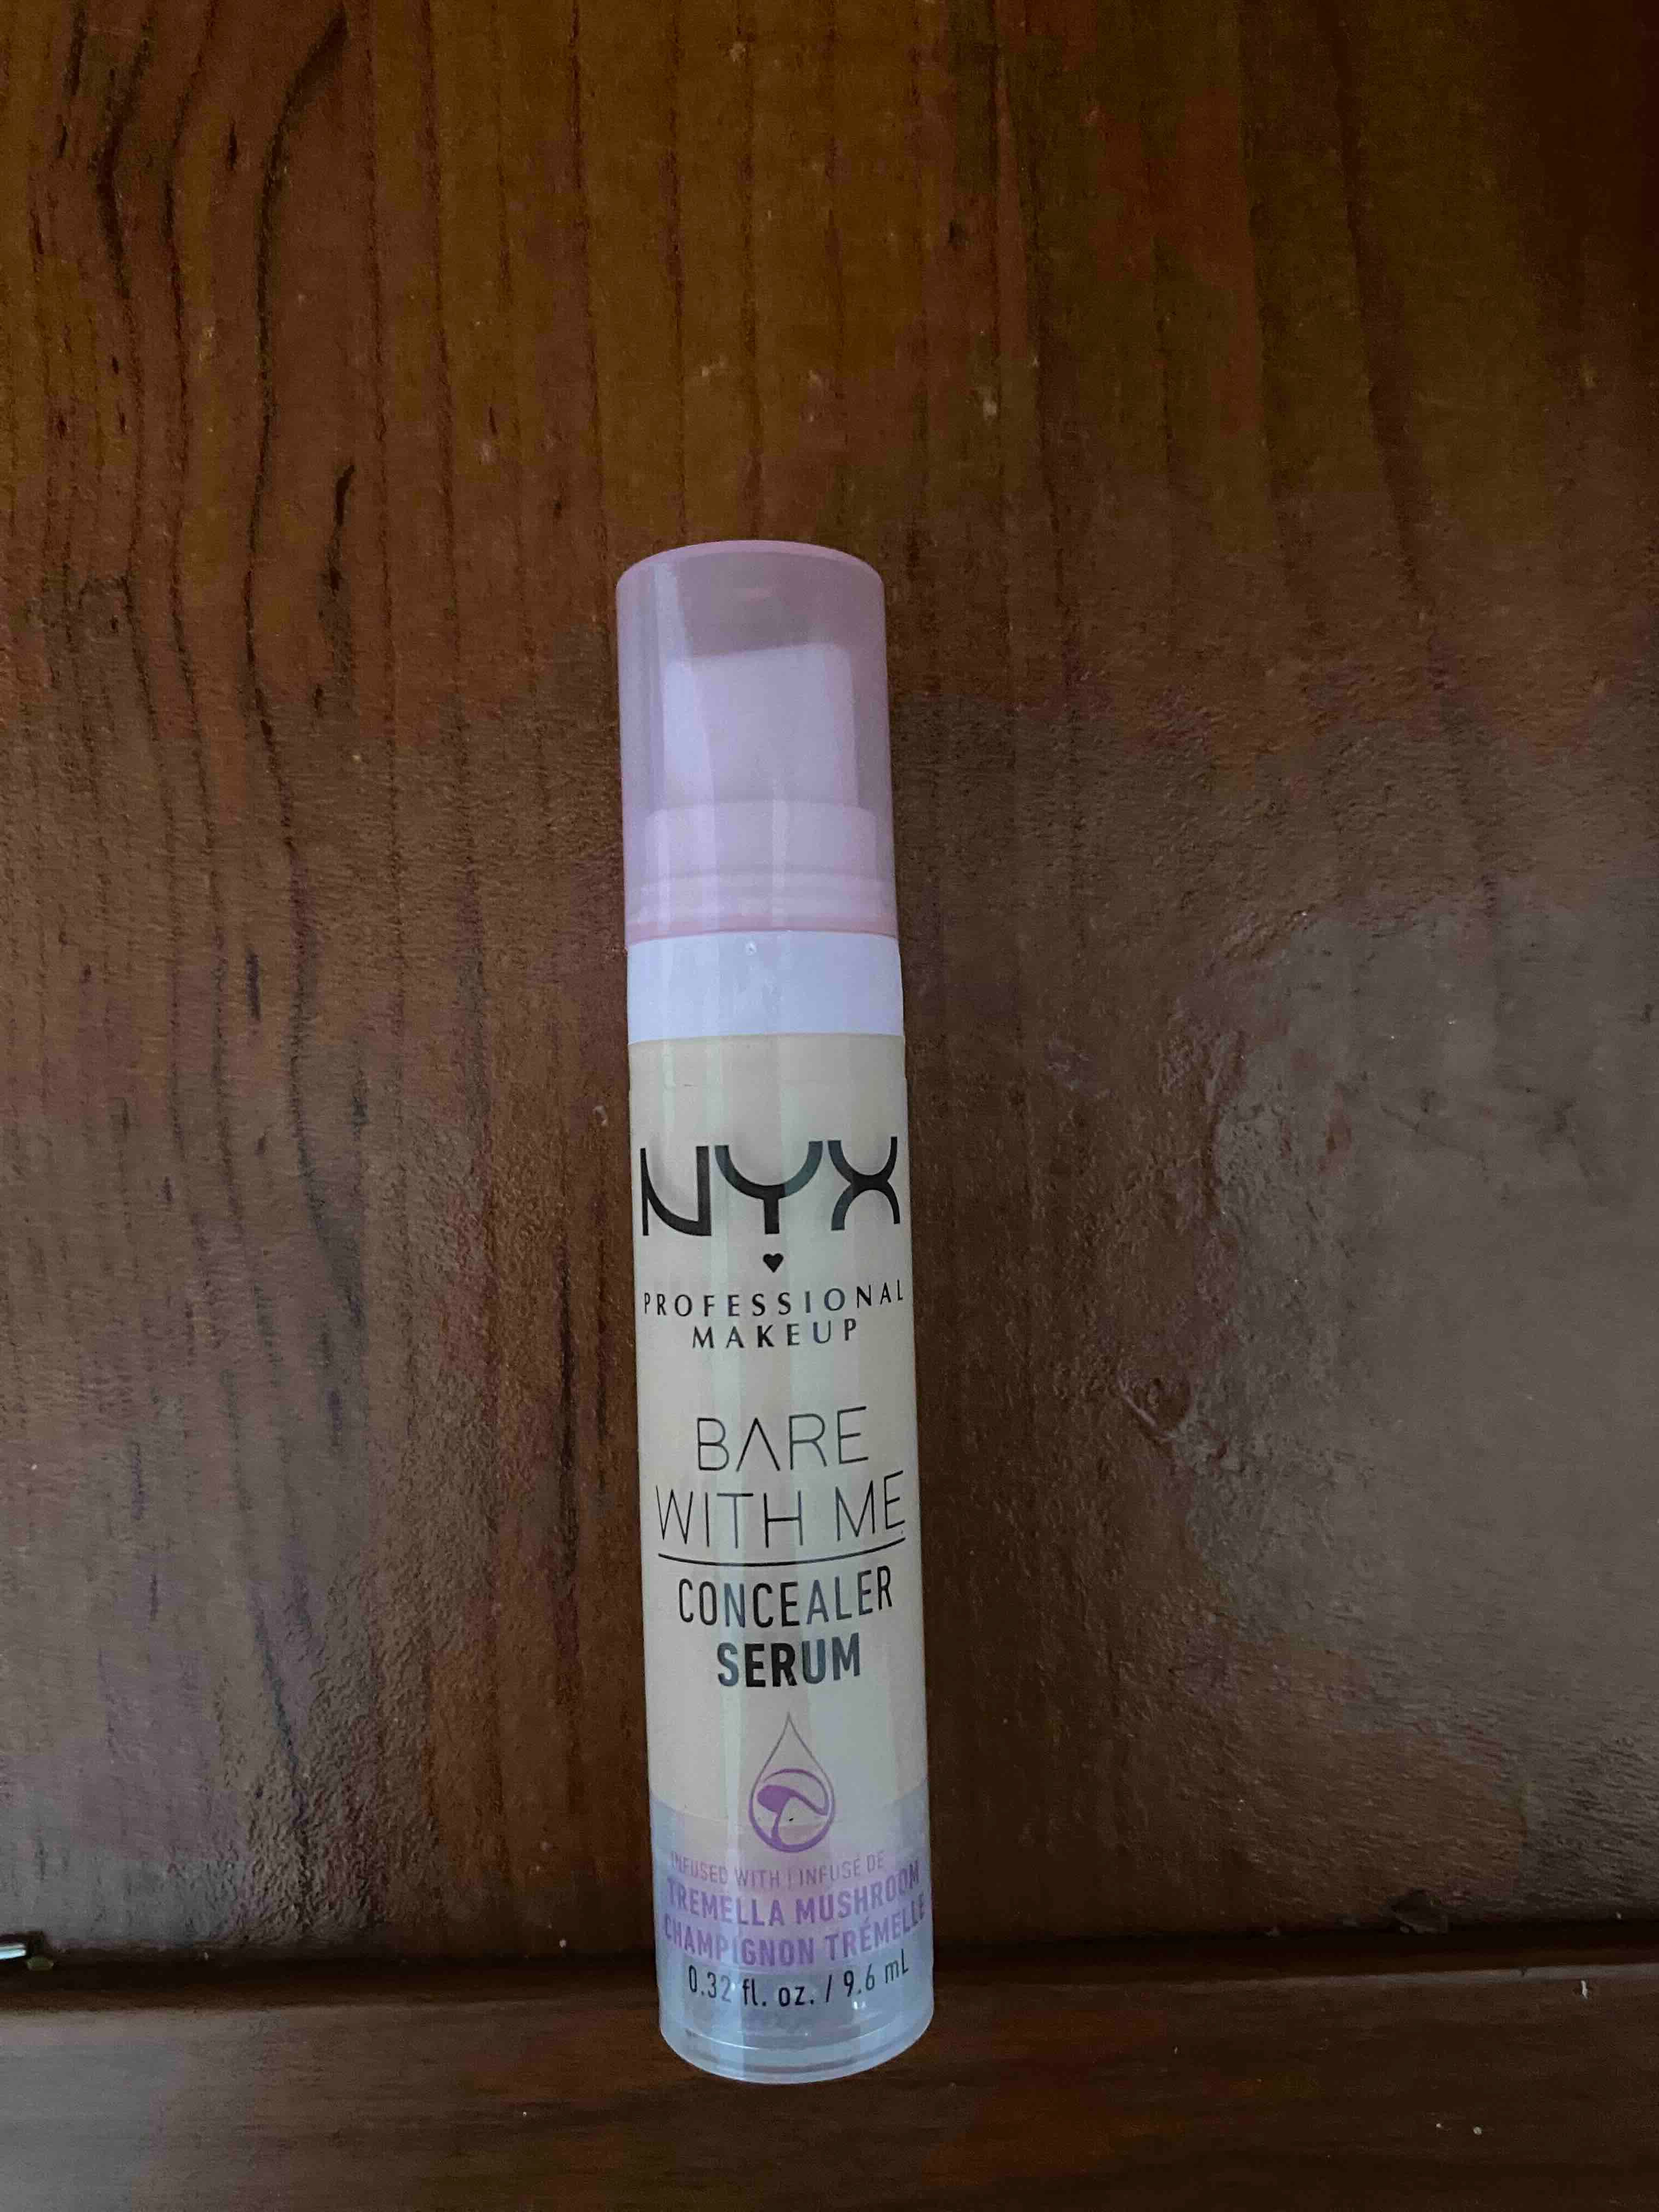 NYX
PROFESSIONAL
MAKEUP
BARE
WITH ME
CONCEALER
SERUM
INFUSED WITH | INFUSÉ DE
TREMELLA MUSHROOM
CHAMPIGNON TRÉMELLE
0.32 fl. oz. / 9.6 mL